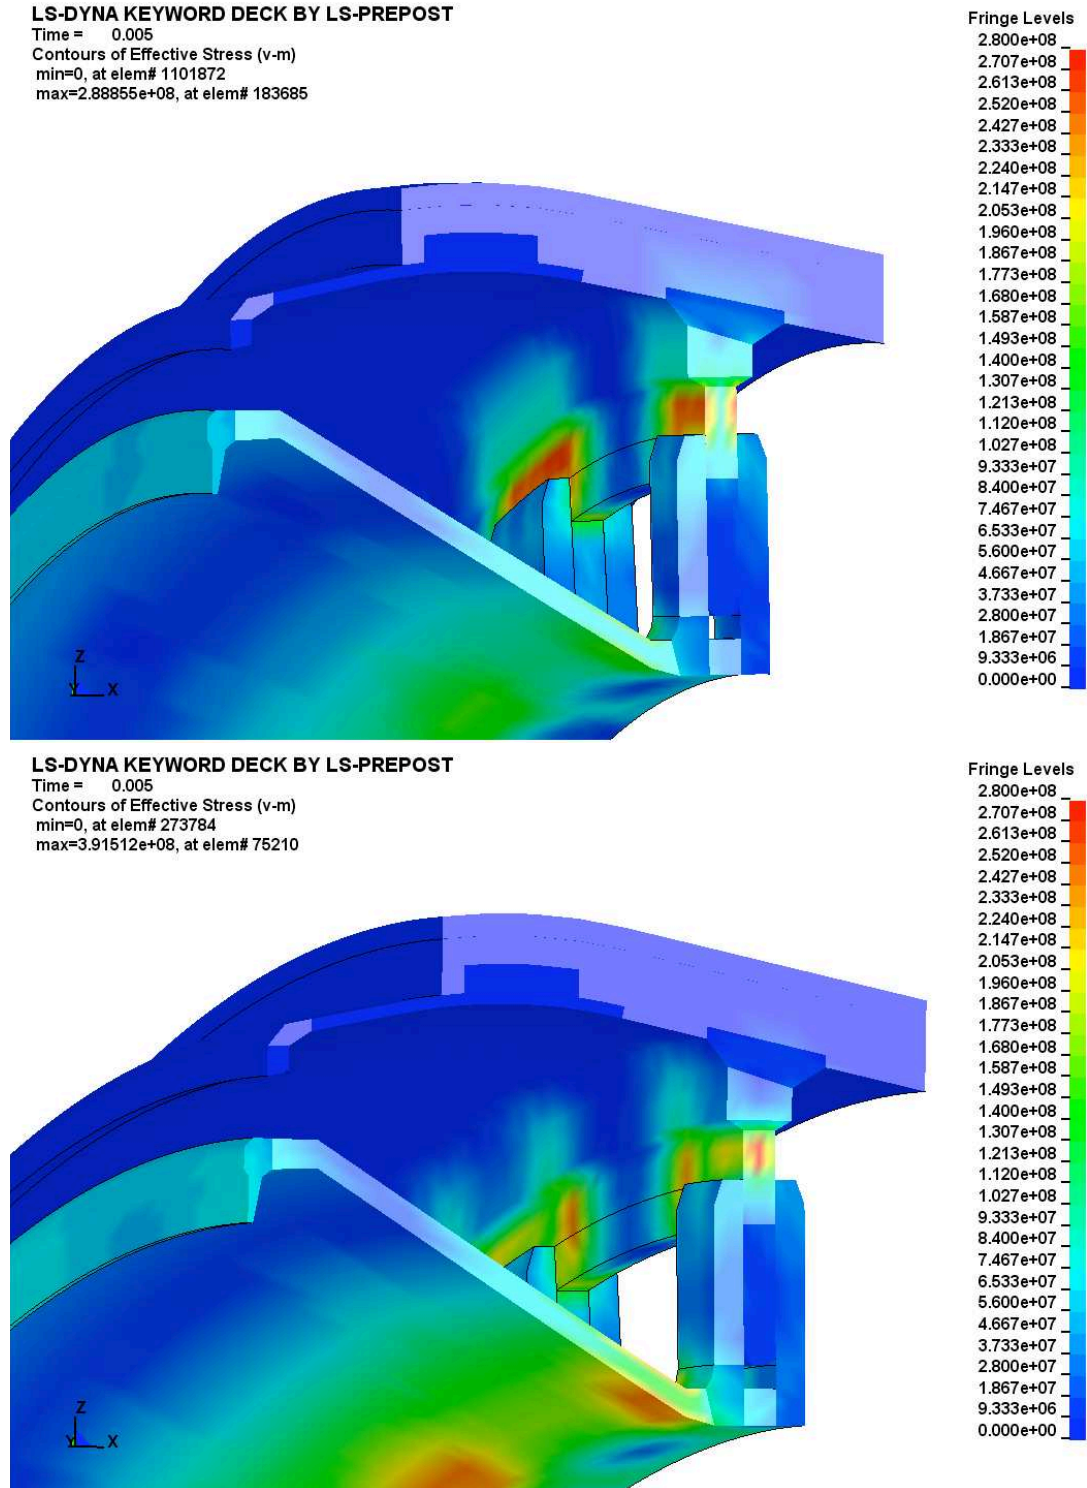 LS-DYNA KEYWORD DECK BY LS-PREPOST
Time = 0.005
Contours of Effective Stress (v-m)
min=0, at elem# 1101872
max=2.88855e+08, at elem# 183685
Fringe Levels
2.800e+08
2.707e+08
2.613e+08
2.520e+08
2.427e+08
2.333e+08
2.240e+08
2.147e+08
2.053e+08
1.960e+08
1.867e+08
1.773e+08
1.680e+08
1.587e+08
1.493e+08
1.400e+08
1.307e+08
1.213e+08
1.120e+08
1.027e+08
9.333e+07
8.400e+07
7.467e+07
6.533e+07
5.600e+07
4.667e+07
3.733e+07
2.800e+07
1.867e+07
9.333e+06
0.000e+00
Z
Y X
LS-DYNA KEYWORD DECK BY LS-PREPOST
Time = 0.005
Contours of Effective Stress (v-m)
min=0, at elem# 273784
max=3.91512e+08, at elem# 75210
Fringe Levels
2.800e+08
2.707e+08
2.613e+08
2.520e+08
2.427e+08
2.333e+08
2.240e+08
2.147e+08
2.053e+08
1.960e+08
1.867e+08
1.773e+08
1.680e+08
1.587e+08
1.493e+08
1.400e+08
1.307e+08
1.213e+08
1.120e+08
1.027e+08
9.333e+07
8.400e+07
7.467e+07
6.533e+07
5.600e+07
4.667e+07
3.733e+07
2.800e+07
1.867e+07
9.333e+06
0.000e+00
Z
Y X